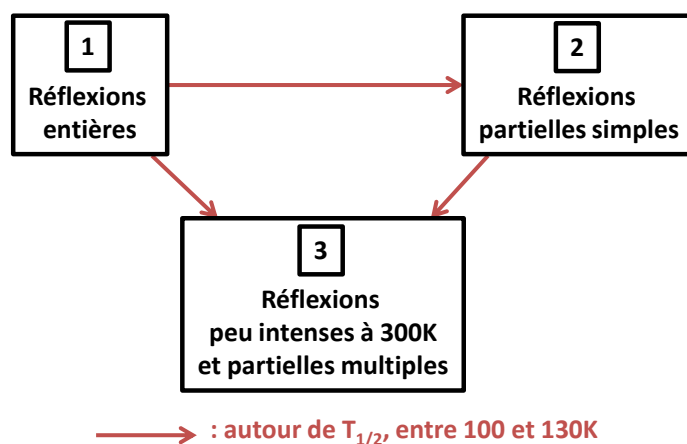 1
Réflexions
entières
2
Réflexions
partielles simples
3
Réflexions
peu intenses à 300K
et partielles multiples
: autour de T1/2, entre 100 et 130K